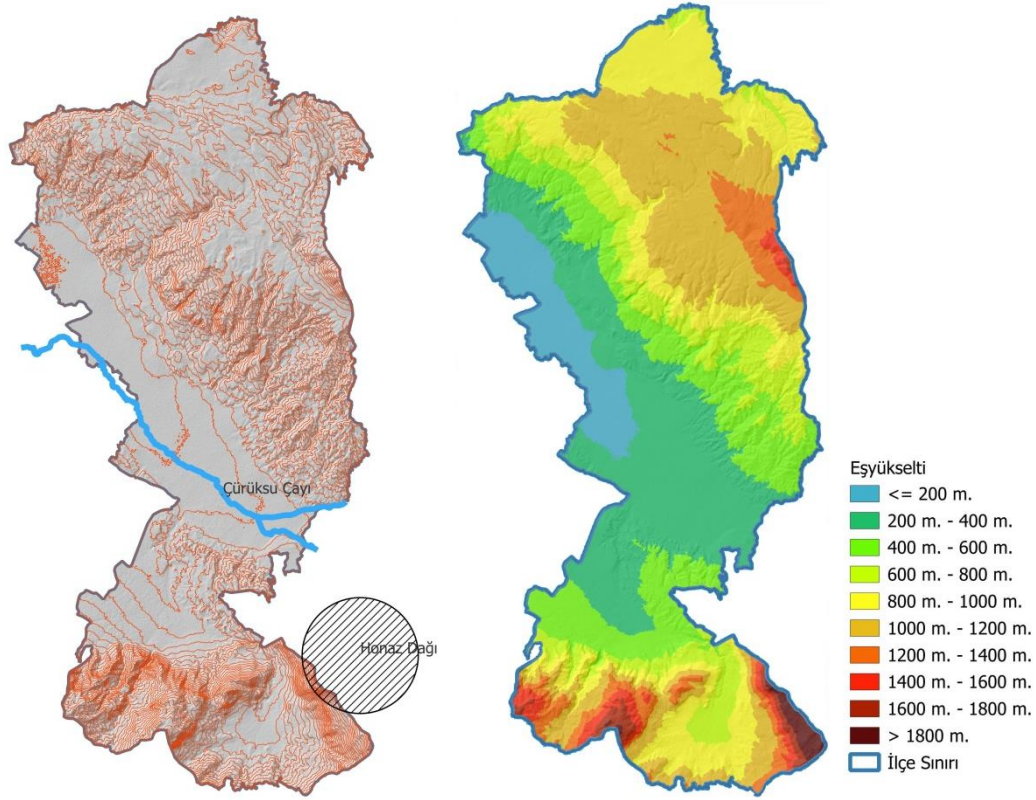 Çürüksu Çayı
Honaz Dağı
Eşyükselti
<= 200 m.
200 m. - 400 m.
400 m. - 600 m.
600 m. - 800 m.
800 m. - 1000 m.
1000 m. - 1200 m.
1200 m. - 1400 m.
1400 m. - 1600 m.
1600 m. - 1800 m.
> 1800 m.
İlçe Sınırı